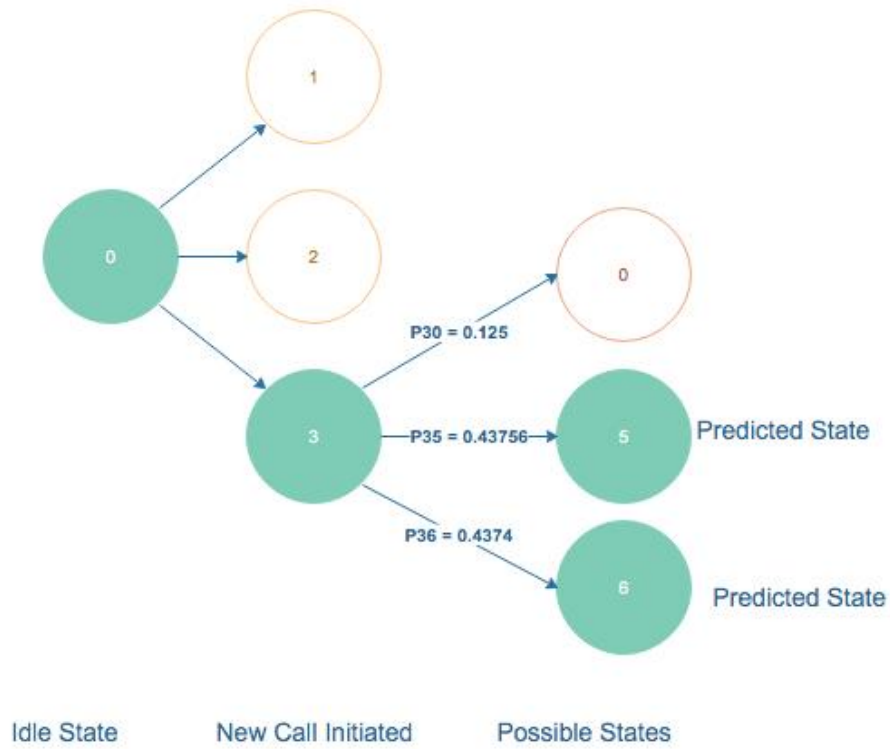 1
0
2
0
P30 = 0.125
3
P35 = 0.43756
5
Predicted State
P36 = 0.4374
6
Predicted State
Idle State
New Call Initiated
Possible States